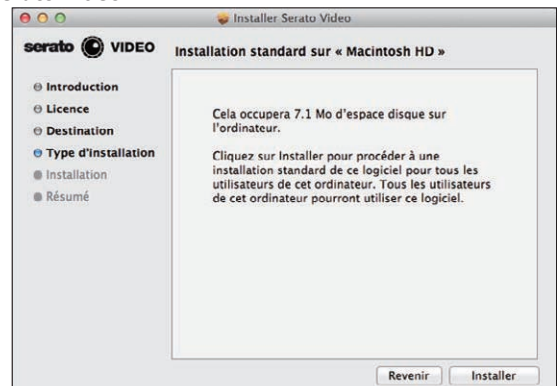 Installer Serato Video
serato VIDEO
Installation standard sur « Macintosh HD »
Introduction
Licence
Destination
Type d'installation
Installation
Résumé
Cela occupera 7.1 Mo d'espace disque sur
l'ordinateur.
Cliquez sur Installer pour procéder à une
installation standard de ce logiciel pour tous les
utilisateurs de cet ordinateur. Tous les utilisateurs
de cet ordinateur pourront utiliser ce logiciel.
Revenir
Installer